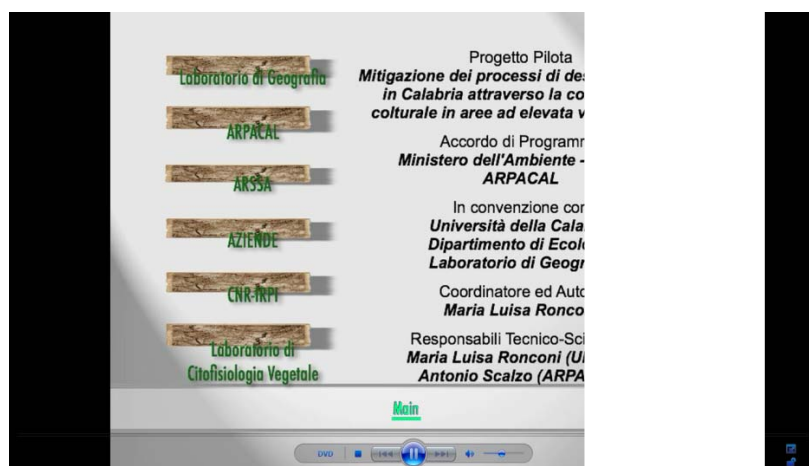 Laboratorio di Geografia
ARPACAL
ARSSA
AZIENDE
CNR-IRPI
Laboratorio di
Citofisiologia Vegetale
Progetto Pilota
Mitigazione dei processi di des
in Calabria attraverso la co
colturale in aree ad elevata v
Accordo di Programm
Ministero dell'Ambiente -
ARPACAL
In convenzione con
Università della Cala
Dipartimento di Ecolo
Laboratorio di Geogr
Coordinatore ed Auto
Maria Luisa Ronco
Responsabili Tecnico-Sci
Maria Luisa Ronconi (U
Antonio Scalzo (ARPA
Main
DVD